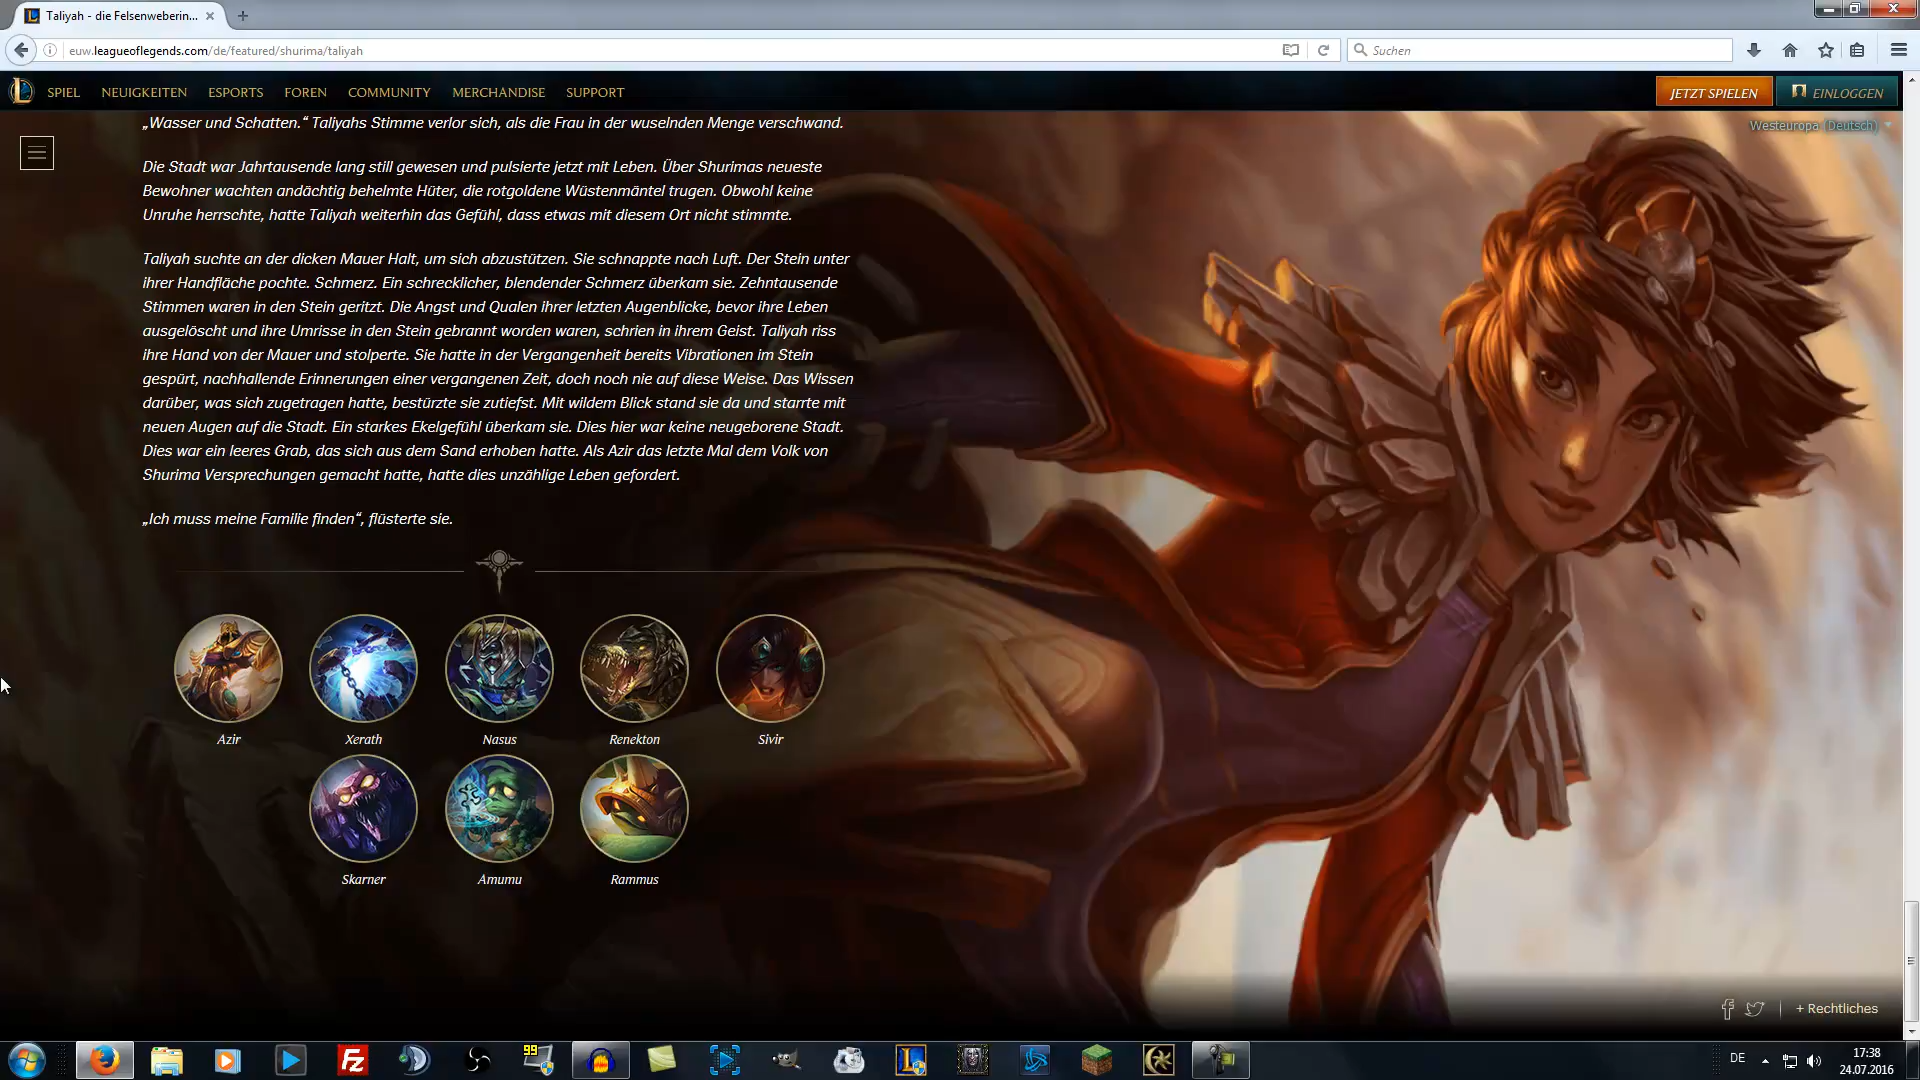 Taliyah - die Felsenweberin...
euw.leagueoflegends.com/de/featured/shurima/taliyah
Suchen
SPIEL NEUIGKEITEN ESPORTS FOREN COMMUNITY MERCHANDISE SUPPORT
JETZT SPIELEN
EINLOGGEN
Westeuropa (Deutsch)
„Wasser und Schatten.“ Taliyahs Stimme verlor sich, als die Frau in der wuselnden Menge verschwand.
Die Stadt war Jahrtausende lang still gewesen und pulsierte jetzt mit Leben. Über Shurimas neueste
Bewohner wachten andächtig behelmte Hüter, die rotgoldene Wüstenmäntel trugen. Obwohl keine
Unruhe herrschte, hatte Taliyah weiterhin das Gefühl, dass etwas mit diesem Ort nicht stimmte.
Taliyah suchte an der dicken Mauer Halt, um sich abzustützen. Sie schnappte nach Luft. Der Stein unter
ihrer Handfläche pochte. Schmerz. Ein schrecklicher, blendender Schmerz überkam sie. Zehntausende
Stimmen waren in den Stein geritzt. Die Angst und Qualen ihrer letzten Augenblicke, bevor ihre Leben
ausgelöscht und ihre Umrisse in den Stein gebrannt worden waren, schrien in ihrem Geist. Taliyah riss
ihre Hand von der Mauer und stolperte. Sie hatte in der Vergangenheit bereits Vibrationen im Stein
gespürt, nachhallende Erinnerungen einer vergangenen Zeit, doch noch nie auf diese Weise. Das Wissen
darüber, was sich zugetragen hatte, bestürzte sie zutiefst. Mit wildem Blick stand sie da und starrte mit
neuen Augen auf die Stadt. Ein starkes Ekelgefühl überkam sie. Dies hier war keine neugeborene Stadt.
Dies war ein leeres Grab, das sich aus dem Sand erhoben hatte. Als Azir das letzte Mal dem Volk von
Shurima Versprechungen gemacht hatte, hatte dies unzählige Leben gefordert.
„Ich muss meine Familie finden“, flüsterte sie.
Azir Xerath Nasus Renekton Sivir
Skarner Amumu Rammus
+ Rechtliches
99
DE
17:38
24.07.2016